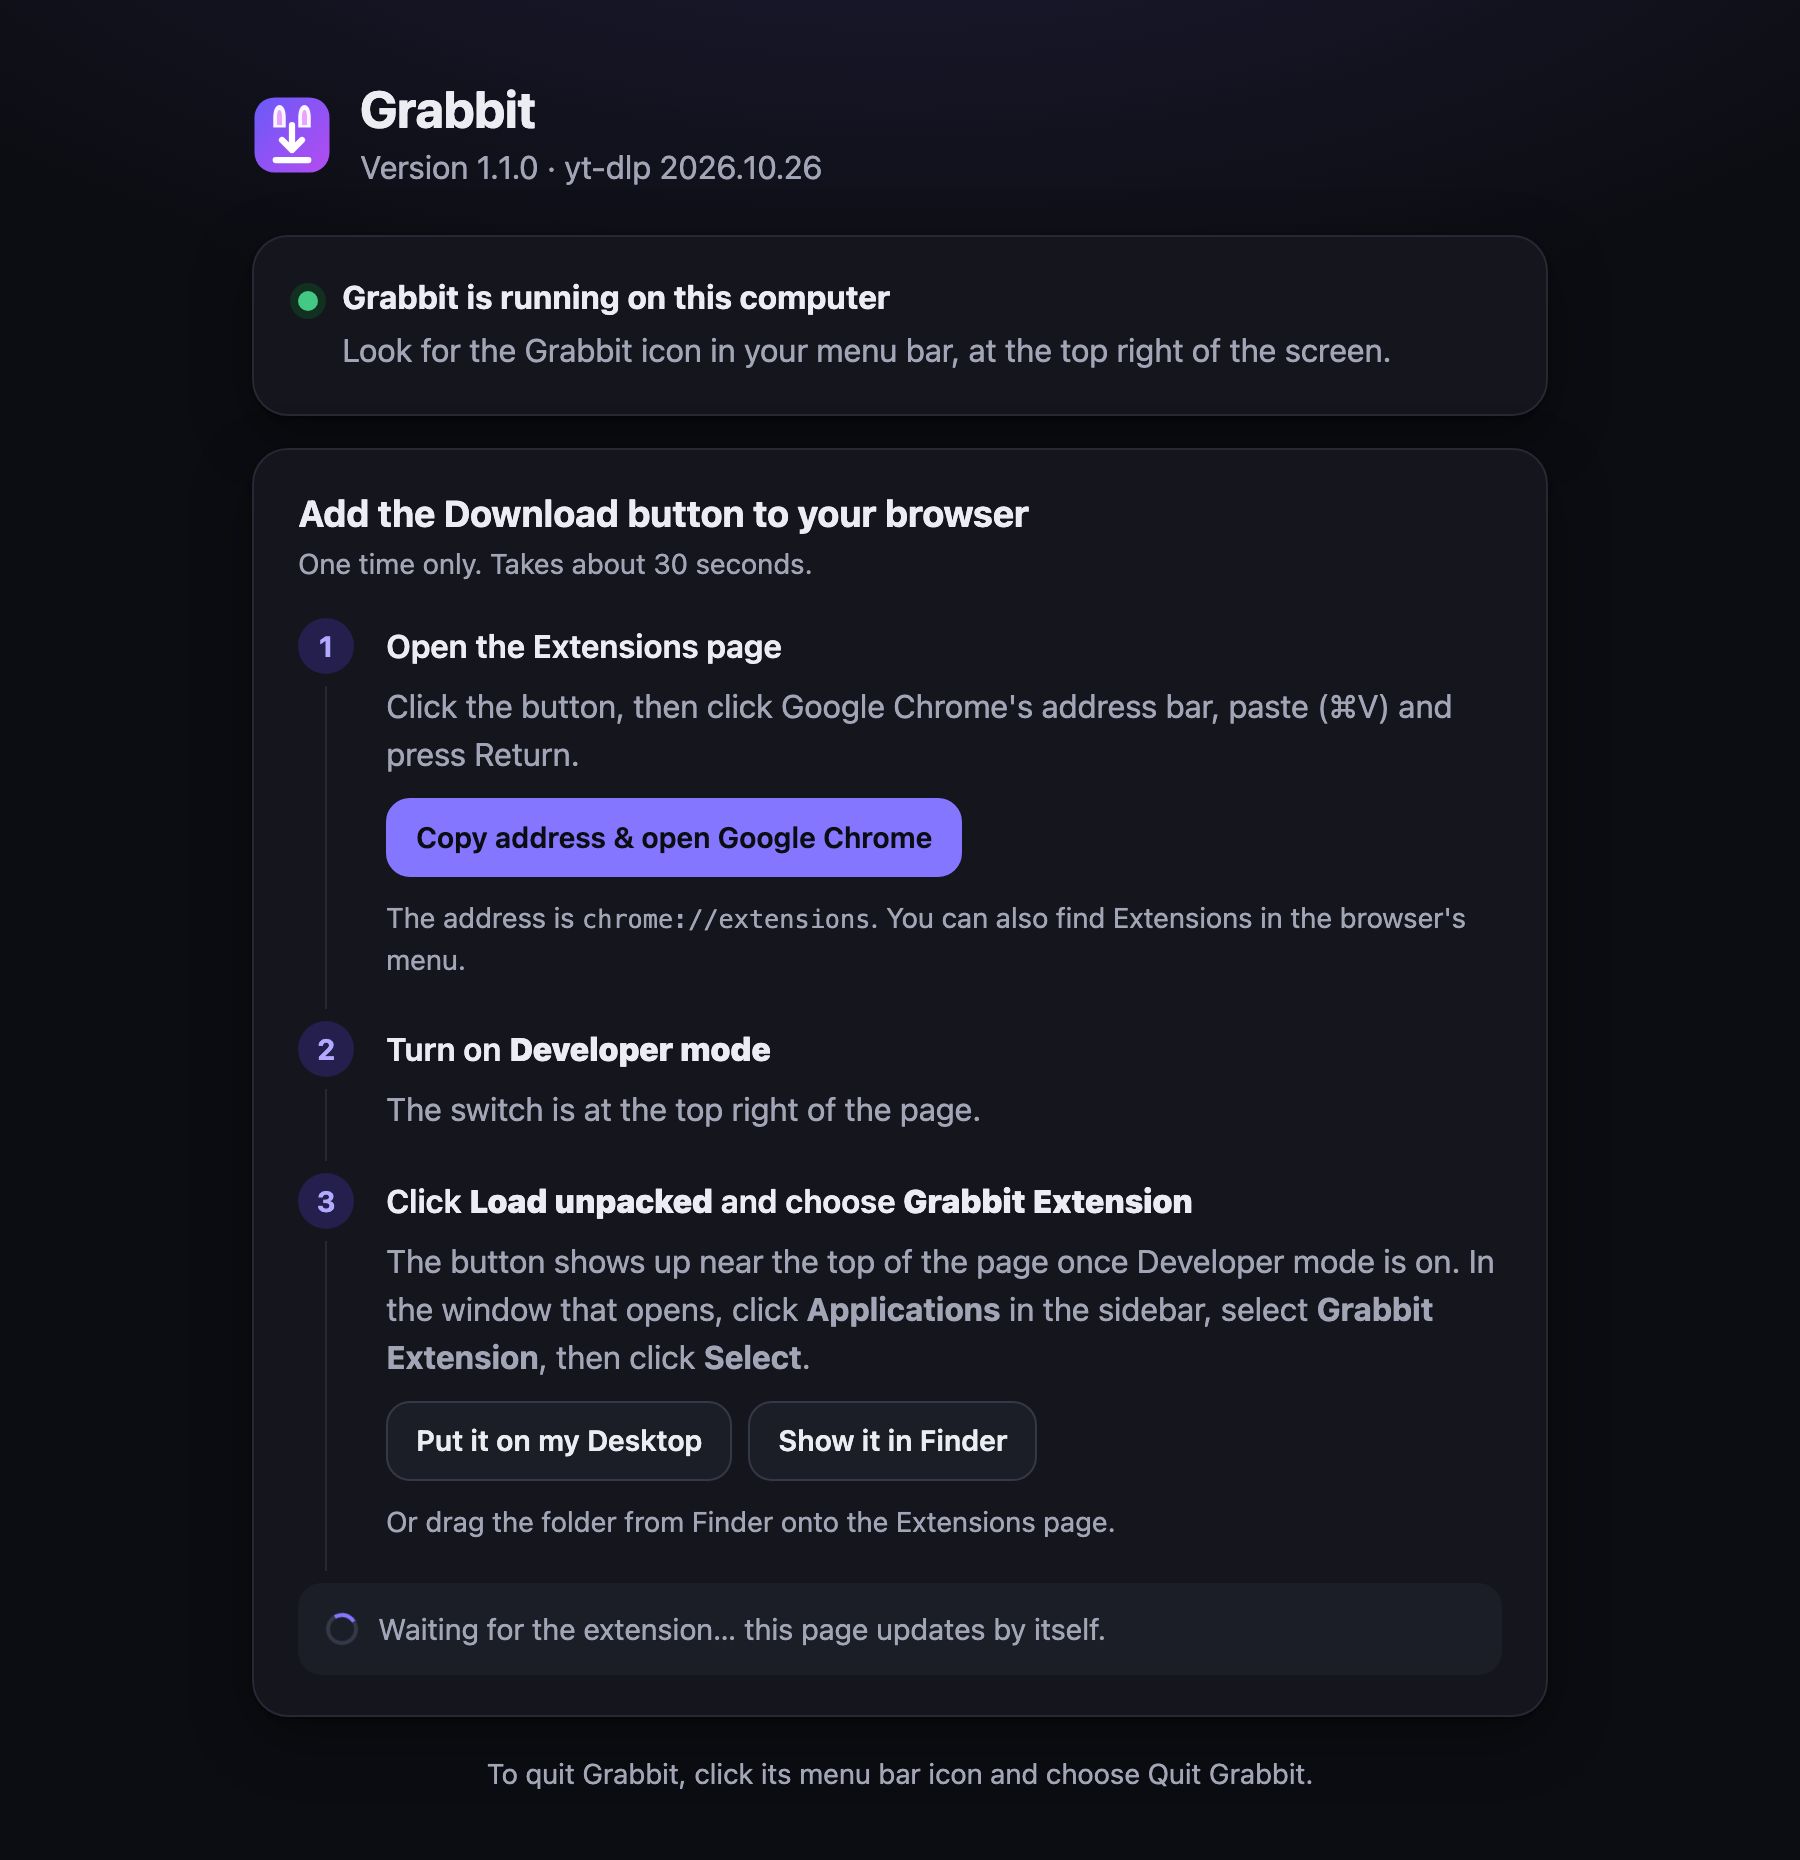 Grabbit
Version 1.1.0 · yt-dlp 2026.10.26
Grabbit is running on this computer
Look for the Grabbit icon in your menu bar, at the top right of the screen.
Add the Download button to your browser
One time only. Takes about 30 seconds.
1
Open the Extensions page
Click the button, then click Google Chrome's address bar, paste (⌘V) and
press Return.
Copy address & open Google Chrome
The address is chrome://extensions. You can also find Extensions in the browser's
menu.
2
Turn on Developer mode
The switch is at the top right of the page.
3
Click Load unpacked and choose Grabbit Extension
The button shows up near the top of the page once Developer mode is on. In
the window that opens, click Applications in the sidebar, select Grabbit
Extension, then click Select.
Put it on my Desktop
Show it in Finder
Or drag the folder from Finder onto the Extensions page.
Waiting for the extension... this page updates by itself.
To quit Grabbit, click its menu bar icon and choose Quit Grabbit.